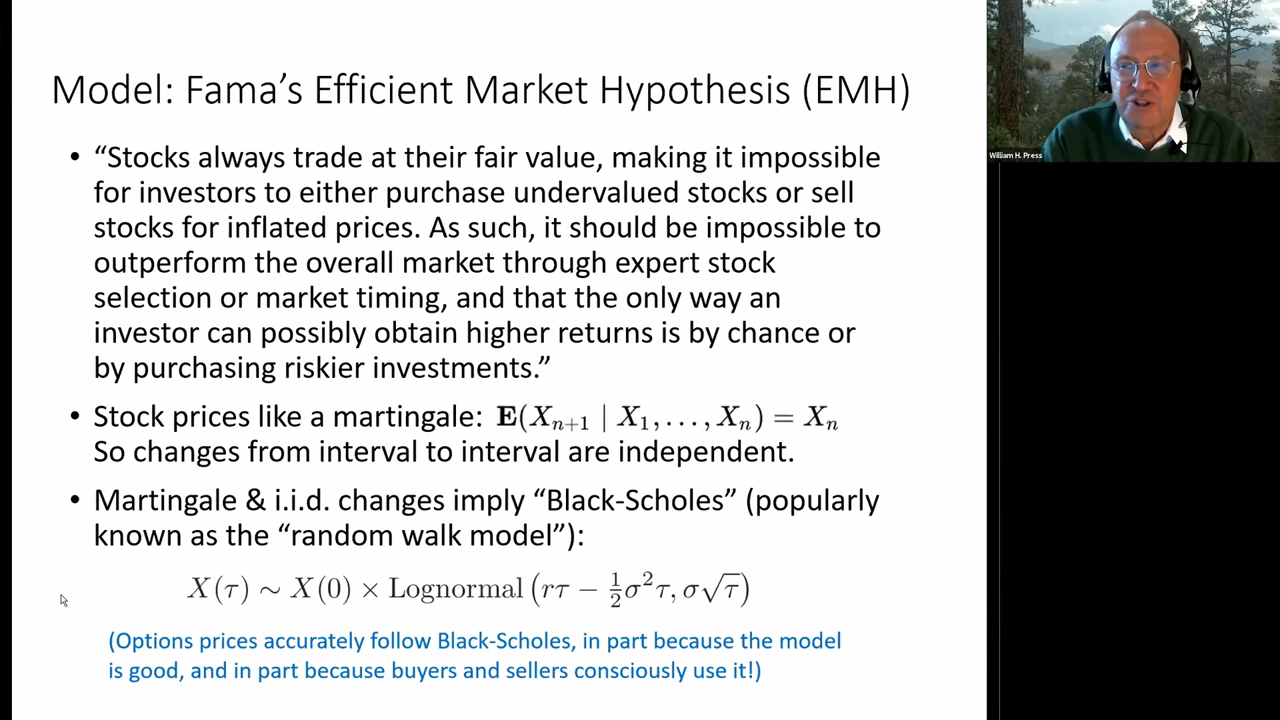 Model: Fama’s Efficient Market Hypothesis (EMH)
• “Stocks always trade at their fair value, making it impossible
for investors to either purchase undervalued stocks or sell
stocks for inflated prices. As such, it should be impossible to
outperform the overall market through expert stock
selection or market timing, and that the only way an
investor can possibly obtain higher returns is by chance or
by purchasing riskier investments.”
• Stock prices like a martingale: E(Xₙ₊₁ | X₁, . . . , Xₙ) = Xₙ
So changes from interval to interval are independent.
• Martingale & i.i.d. changes imply “Black-Scholes” (popularly
known as the “random walk model”):
X(τ) ∼ X(0) × Lognormal (rτ − ½σ²τ, σ√τ)
(Options prices accurately follow Black-Scholes, in part because the model
is good, and in part because buyers and sellers consciously use it!)
William H. Press